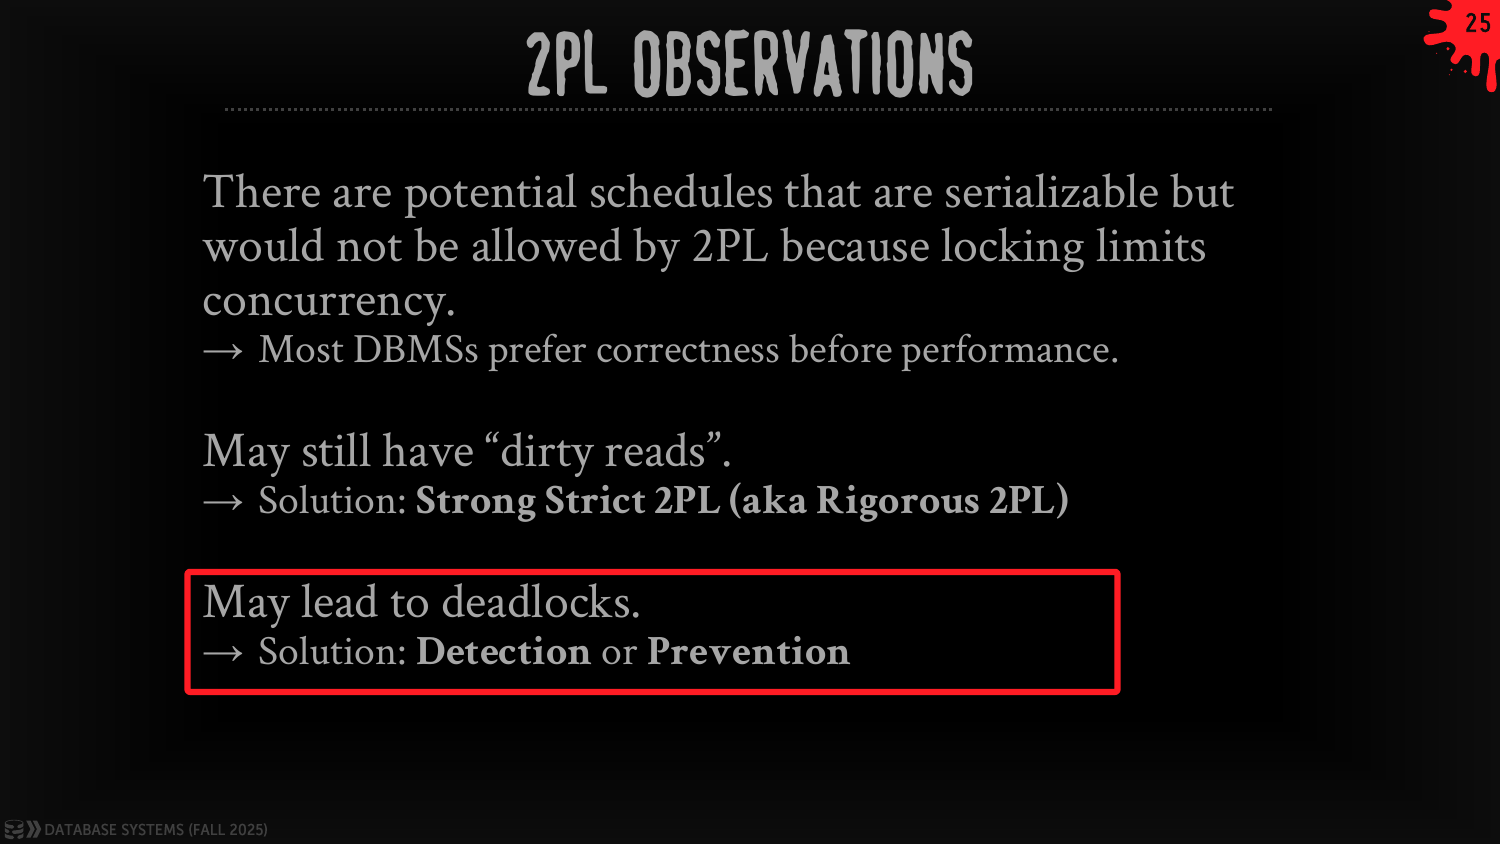 25
2PL OBSERVATIONS
There are potential schedules that are serializable but
would not be allowed by 2PL because locking limits
concurrency.
→ Most DBMSs prefer correctness before performance.
May still have “dirty reads”.
→ Solution: Strong Strict 2PL (aka Rigorous 2PL)
May lead to deadlocks.
→ Solution: Detection or Prevention
DATABASE SYSTEMS (FALL 2025)